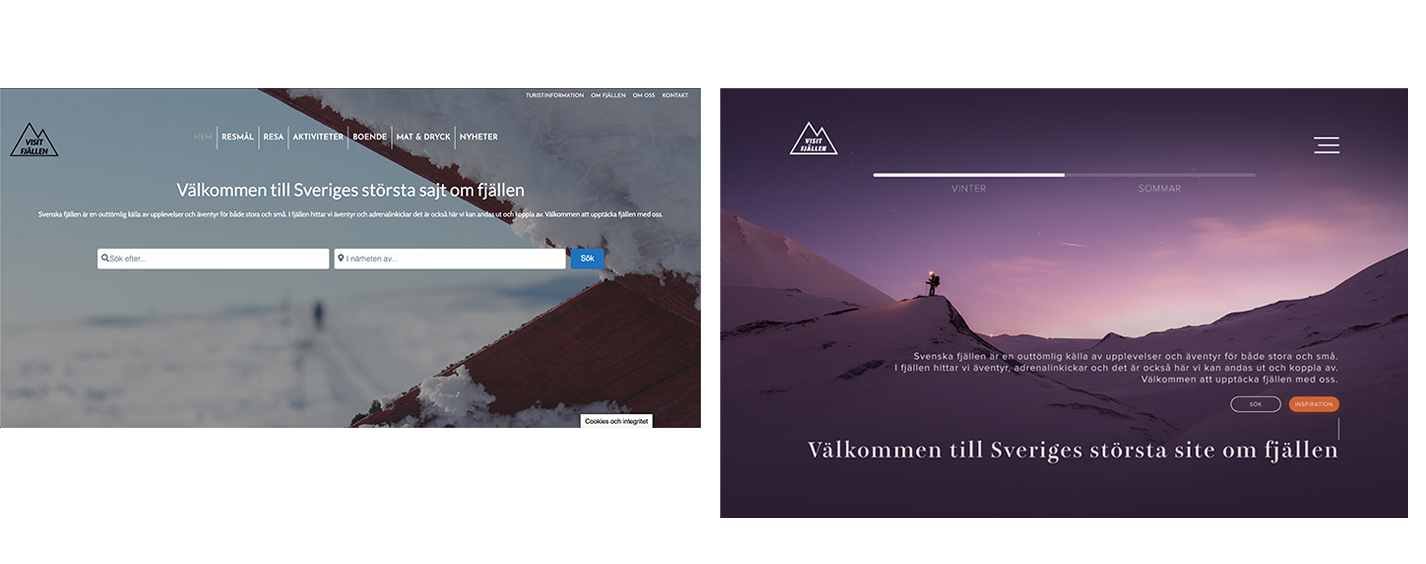 TURISTINFORMATION OM FJÄLLEN OM OSS KONTAKT
VISIT
FJÄLLEN
HEM RESMÅL RESA AKTIVITETER BOENDE MAT & DRYCK NYHETER
Välkommen till Sveriges största sajt om fjällen
Svenska fjällen är en outtömlig källa av upplevelser och äventyr för både stora och små. I fjällen hittar vi äventyr och adrenalinkickar det är också här vi kan andas ut och koppla av. Välkommen att upptäcka fjällen med oss.
Sök efter... I närheten av... Sök
Cookies och integritet
VISIT
FJÄLLEN
VINTER SOMMAR
Svenska fjällen är en outtömlig källa av upplevelser och äventyr för både stora och små.
I fjällen hittar vi äventyr, adrenalinkickar och det är också här vi kan andas ut och koppla av.
Välkommen att upptäcka fjällen med oss.
SÖK INSPIRATION
Välkommen till Sveriges största site om fjällen